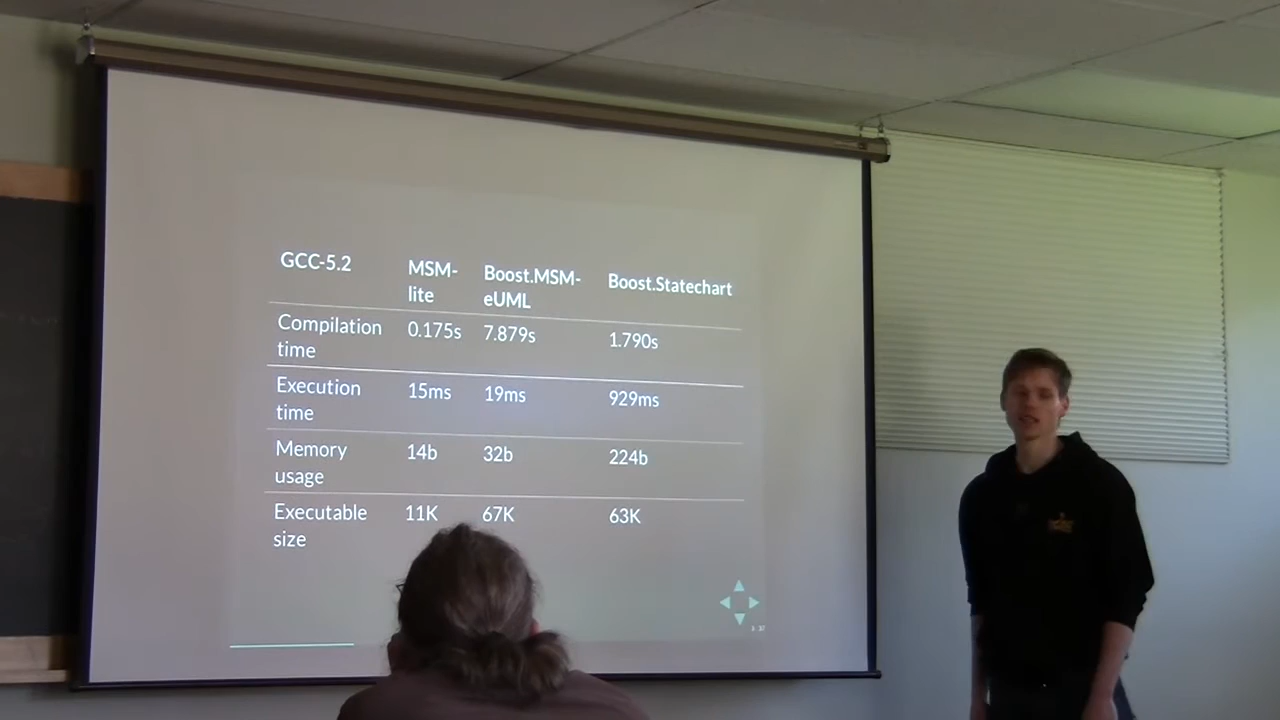 GCC-5.2 MSM- Boost.MSM- Boost.Statechart
lite eUML
Compilation 0.175s 7.879s 1.790s
time
Execution 15ms 19ms 929ms
time
Memory 14b 32b 224b
usage
Executable 11K 67K 63K
size